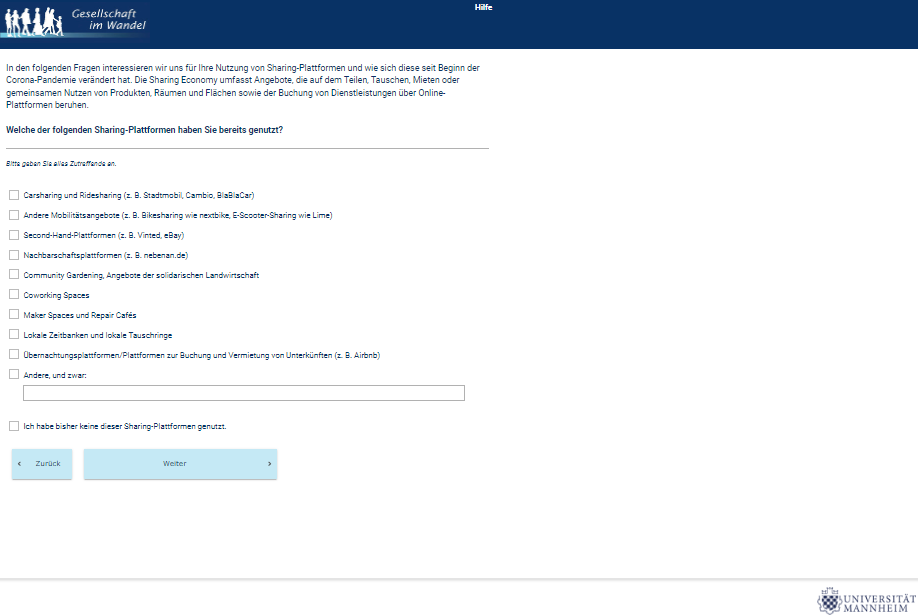 Gesellschaft
im Wandel
Hilfe
In den folgenden Fragen interessieren wir uns für Ihre Nutzung von Sharing-Plattformen und wie sich diese seit Beginn der
Corona-Pandemie verändert hat. Die Sharing Economy umfasst Angebote, die auf dem Teilen, Tauschen, Mieten oder
gemeinsamen Nutzen von Produkten, Räumen und Flächen sowie der Buchung von Dienstleistungen über Online-
Plattformen beruhen.
Welche der folgenden Sharing-Plattformen haben Sie bereits genutzt?
Bitte geben Sie alles Zutreffende an.
Carsharing und Ridesharing (z. B. Stadtmobil, Cambio, BlaBlaCar)
Andere Mobilitätsangebote (z. B. Bikesharing wie nextbike, E-Scooter-Sharing wie Lime)
Second-Hand-Plattformen (z. B. Vinted, eBay)
Nachbarschaftsplattformen (z. B. nebenan.de)
Community Gardening, Angebote der solidarischen Landwirtschaft
Coworking Spaces
Maker Spaces und Repair Cafés
Lokale Zeitbanken und lokale Tauschringe
Übernachtungsplattformen/Plattformen zur Buchung und Vermietung von Unterkünften (z. B. Airbnb)
Andere, und zwar:
Ich habe bisher keine dieser Sharing-Plattformen genutzt.
‹ Zurück
Weiter ›
UNIVERSITÄT
MANNHEIM